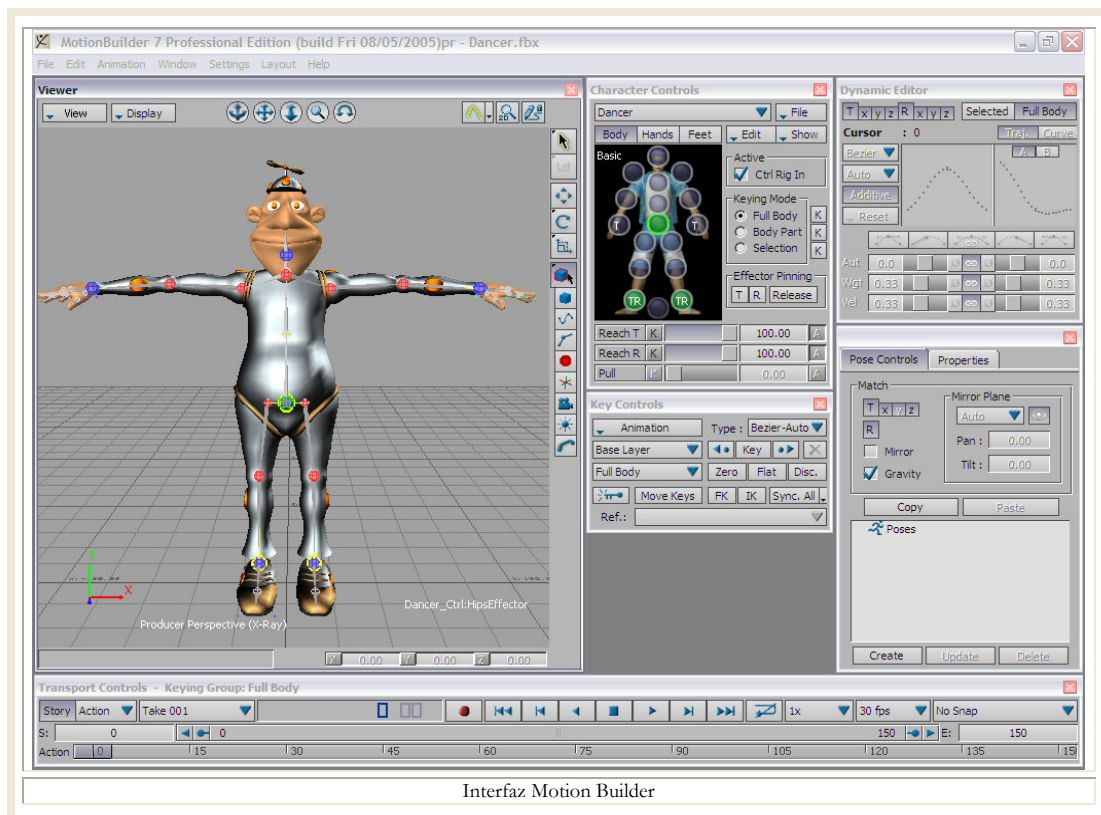 MotionBuilder 7 Professional Edition (build Fri 08/05/2005)pr - Dancer.fbx
File Edit Animation Window Settings Layout Help
Viewer
View Display
2D
Ld
Dancer_Ctrl:HipsEffector
Producer Perspective (X-Ray)
Y
X
X 0.00 Y 0.00 Z 0.00
Character Controls
Dancer File
Body Hands Feet Edit Show
Basic
Active
Ctrl Rig In
Keying Mode
Full Body K
Body Part K
Selection K
T T
Effector Pinning
T R Release
TR TR
Reach T K 100.00 A
Reach R K 100.00 A
Pull K 0.00 A
Key Controls
Animation Type : Bezier-Auto
Base Layer Key
Full Body Zero Flat Disc.
Move Keys FK IK Sync. All
Ref.:
Dynamic Editor
T x y z R x y z Selected Full Body
Cursor : 0 Traj. Curve
Bezier A B
Auto
Additive
Reset
Aut 0.0 0.0
Wgt 0.33 0.33
Vel 0.33 0.33
Pose Controls Properties
Match
T x y z
R
Mirror
Gravity
Mirror Plane
Auto
Pan : 0.00
Tilt : 0.00
Copy Paste
Poses
Create Update Delete
Transport Controls - Keying Group: Full Body
Story Action Take 001 1x 30 fps No Snap
S: 0 0 150 E: 150
Action 0 15 30 45 60 75 90 105 120 135 150
Interfaz Motion Builder